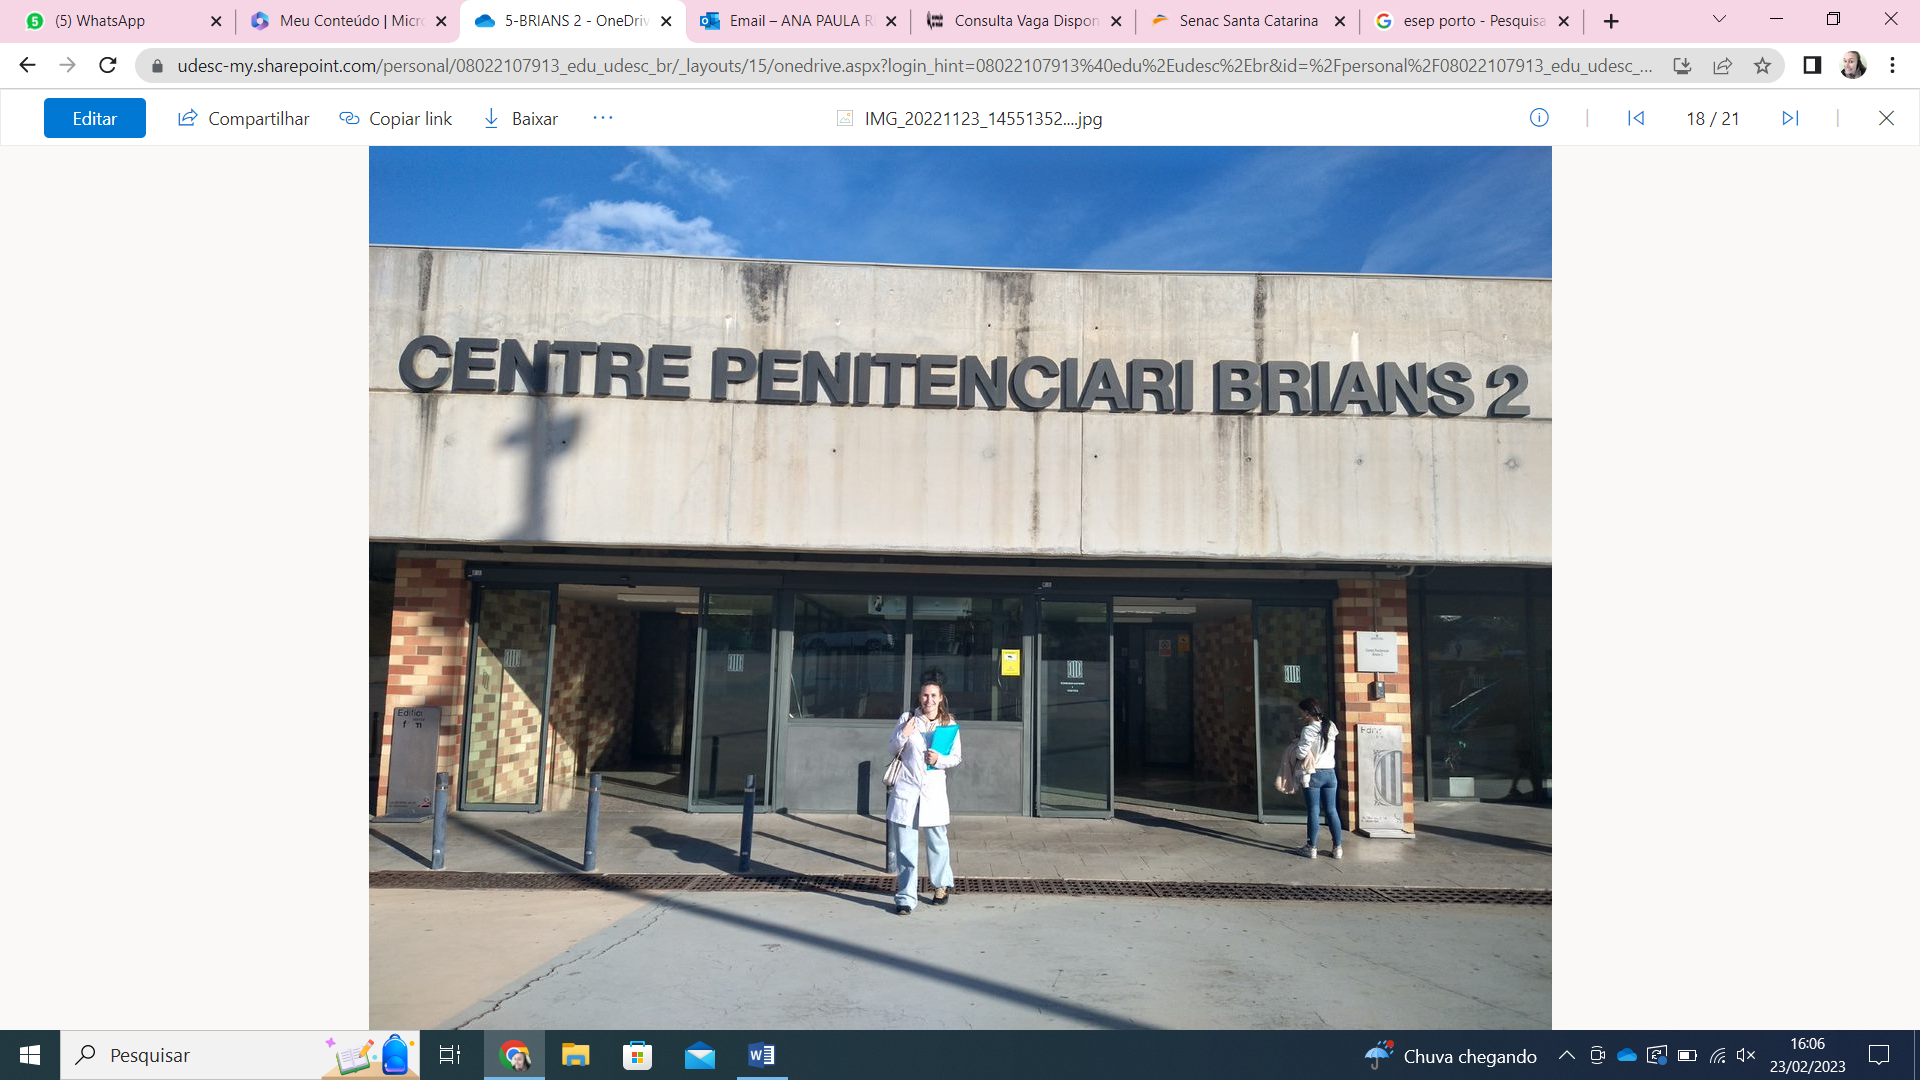 (5) WhatsApp
Meu Conteúdo | Micr
5-BRIANS 2 - OneDriv
Email – ANA PAULA R
Consulta Vaga Dispon
Senac Santa Catarina
esep porto - Pesquisa
udesc-my.sharepoint.com/personal/08022107913_edu_udesc_br/_layouts/15/onedrive.aspx?login_hint=08022107913%40edu%2Eudesc%2Ebr&id=%2Fpersonal%2F08022107913_edu_udesc_...
Editar
Compartilhar
Copiar link
Baixar
IMG_20221123_14551352....jpg
18 / 21
CENTRE PENITENCIARI BRIANS 2
Edifici
Pesquisar
Chuva chegando
16:06
23/02/2023